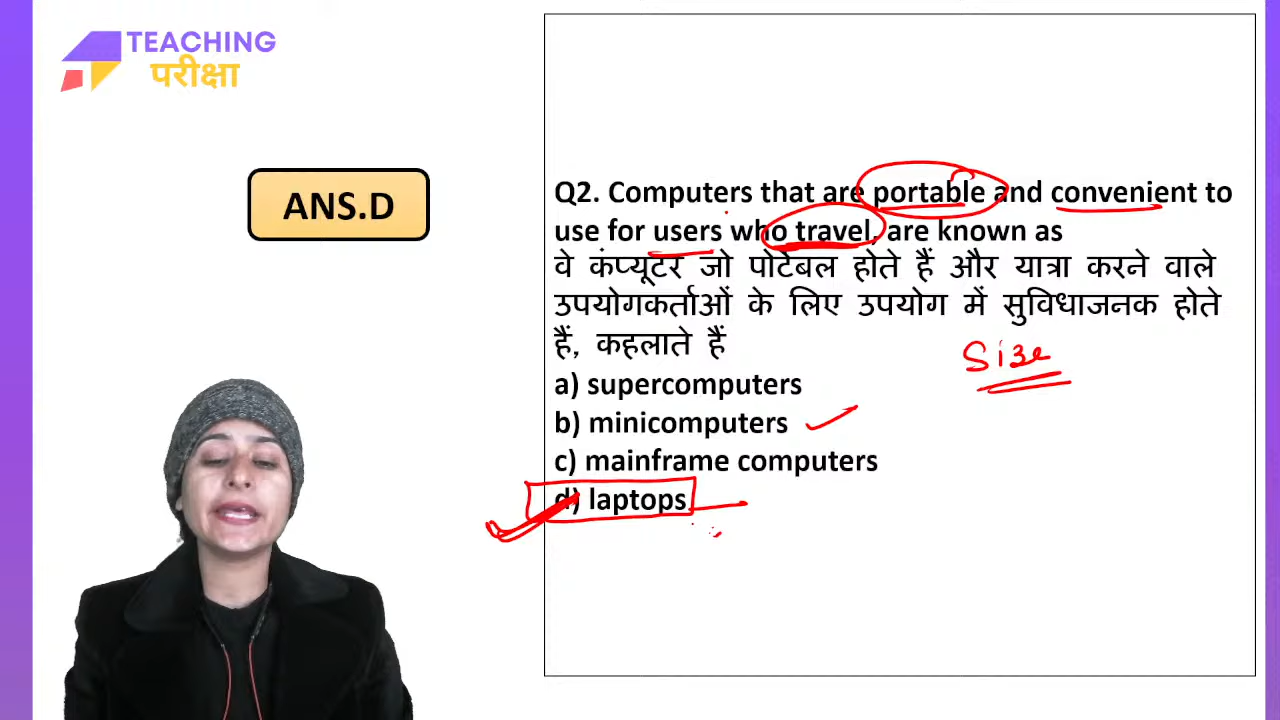 TEACHING
परीक्षा
ANS.D
Q2. Computers that are portable and convenient to
use for users who travel, are known as
वे कंप्यूटर जो पोर्टेबल होते हैं और यात्रा करने वाले
उपयोगकर्ताओं के लिए उपयोग में सुविधाजनक होते
हैं, कहलाते हैं
Size
a) supercomputers
b) minicomputers
c) mainframe computers
d) laptops